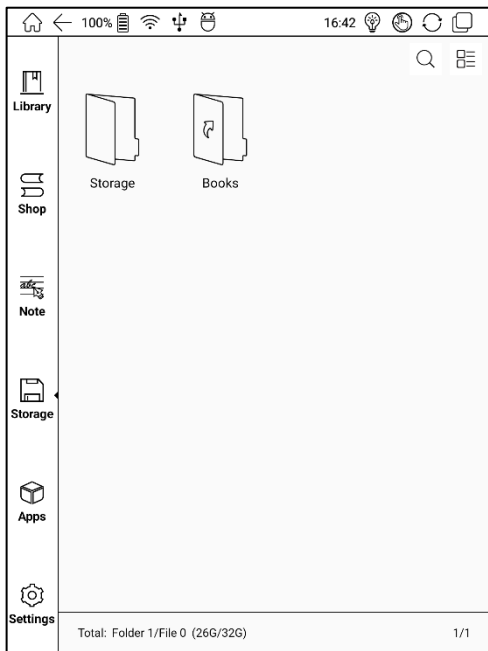 100% 16:42
Library
Storage Books
Shop
abc
Note
Storage
Apps
Settings
Total: Folder 1/File 0 (26G/32G) 1/1